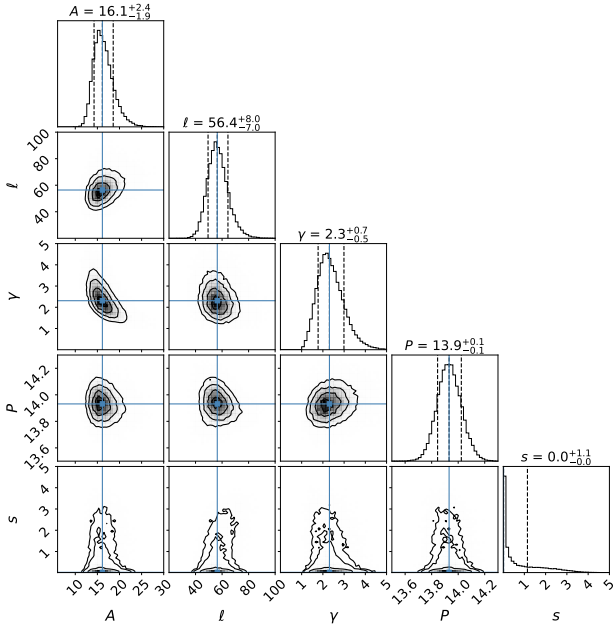 A = 16.1 +2.4 −1.9
ℓ = 56.4 +8.0 −7.0
γ = 2.3 +0.7 −0.5
P = 13.9 +0.1 −0.1
s = 0.0 +1.1 −0.0
ℓ 40 60 80 100
γ 1 2 3 4 5
P 13.6 13.8 14.0 14.2
s 1 2 3 4 5
10 15 20 25 30
40 60 80 100
0 1 2 3 4 5
13.6 13.8 14.0 14.2
0 1 2 3 4 5
A ℓ γ P s